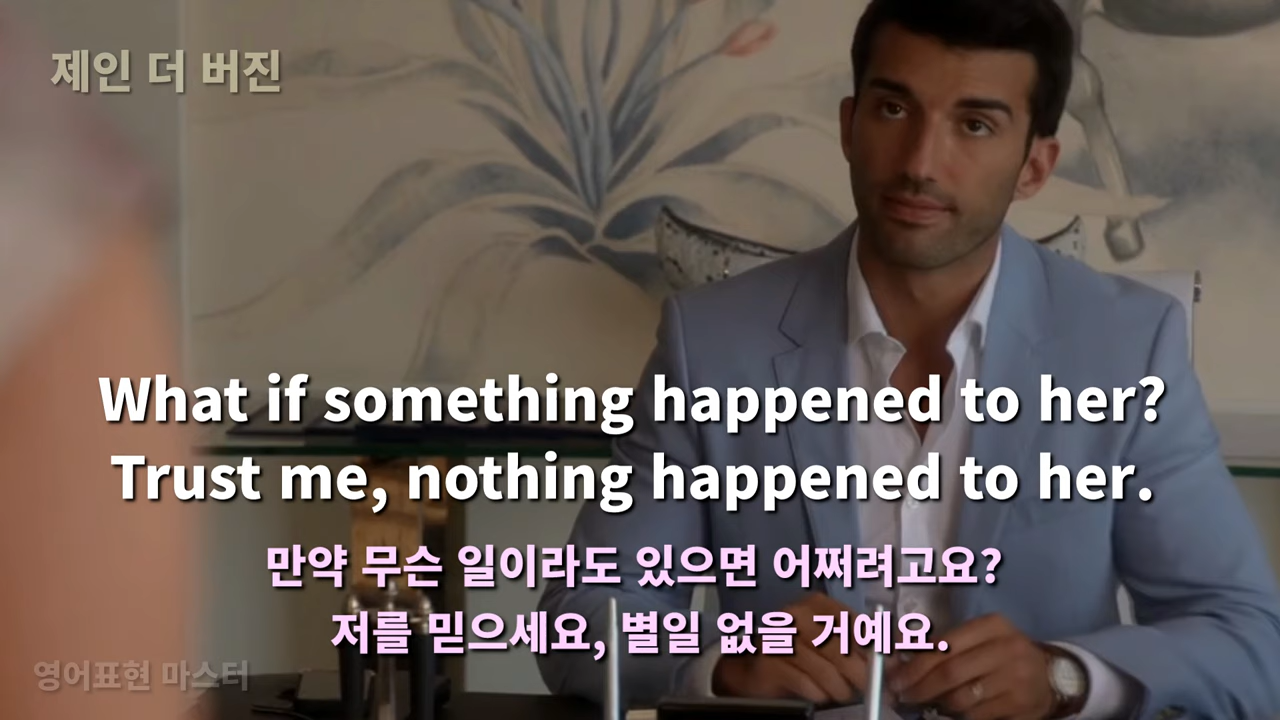 제인 더 버진
What if something happened to her?
Trust me, nothing happened to her.
만약 무슨 일이라도 있으면 어쩌려고요?
저를 믿으세요, 별일 없을 거예요.
영어표현 마스터